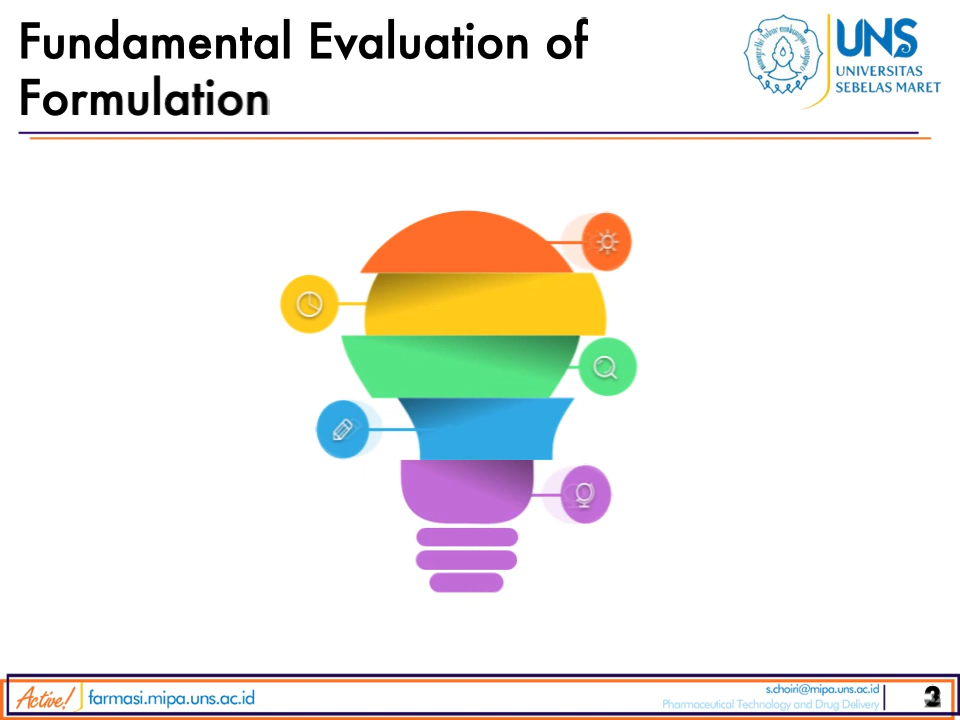 Fundamental Evaluation of
Formulation
UNS
UNIVERSITAS
SEBELAS MARET
Active!
farmasi.mipa.uns.ac.id
s.choiri@mipa.uns.ac.id
Pharmaceutical Technology and Drug Delivery